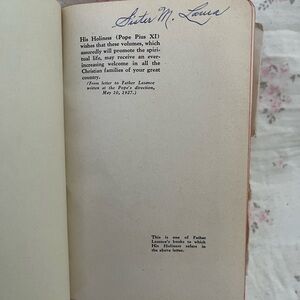 Sister M. Laura
His Holiness (Pope Pius XI)
wishes that these volumes, which
assuredly will promote the spiri-
tual life, may receive an ever-
increasing welcome in all the
Christian families of your great
country.
(From letter to Father Lasance
written at the Pope's direction,
May 10, 1927.)
This is one of Father
Lasance's books to which
His Holiness refers in
the above letter.